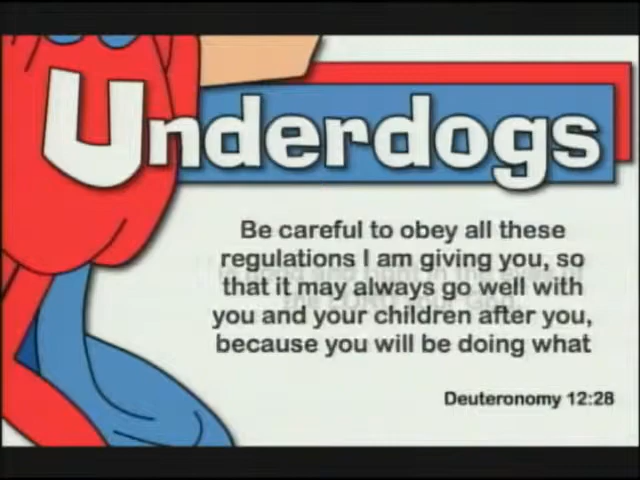 Underdogs
Be careful to obey all these
regulations I am giving you, so
that it may always go well with
you and your children after you,
because you will be doing what
Deuteronomy 12:28